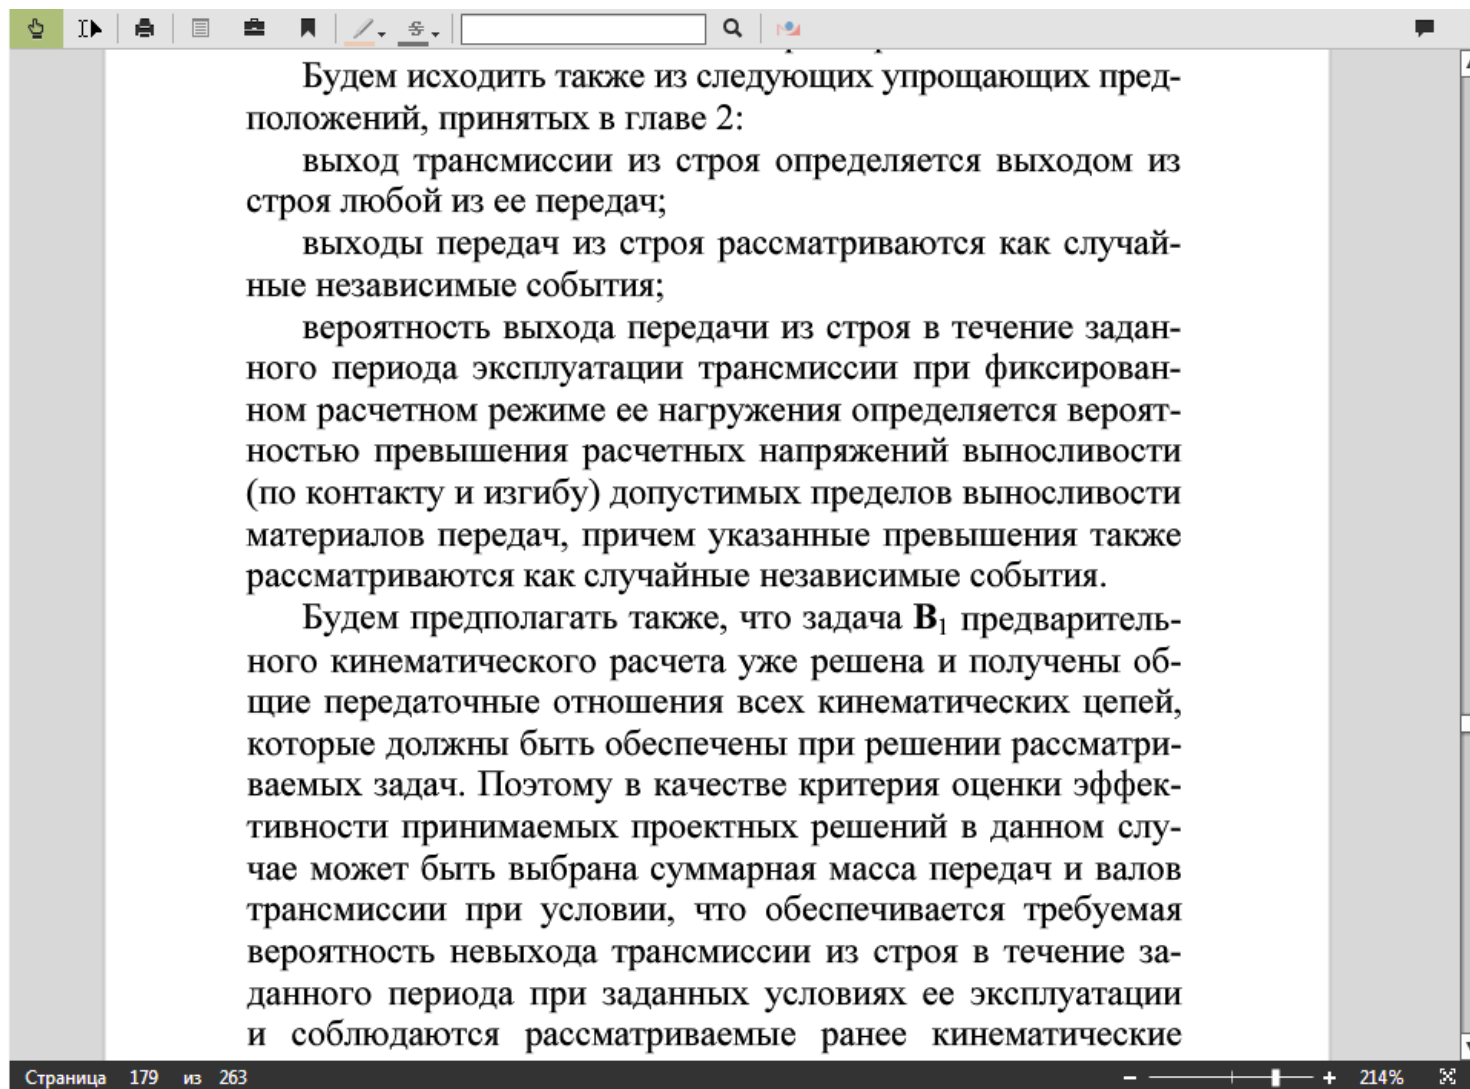 Будем исходить также из следующих упрощающих пред-
положений, принятых в главе 2:
выход трансмиссии из строя определяется выходом из
строя любой из ее передач;
выходы передач из строя рассматриваются как случай-
ные независимые события;
вероятность выхода передачи из строя в течение задан-
ного периода эксплуатации трансмиссии при фиксирован-
ном расчетном режиме ее нагружения определяется вероят-
ностью превышения расчетных напряжений выносливости
(по контакту и изгибу) допустимых пределов выносливости
материалов передач, причем указанные превышения также
рассматриваются как случайные независимые события.
Будем предполагать также, что задача B₁ предваритель-
ного кинематического расчета уже решена и получены об-
щие передаточные отношения всех кинематических цепей,
которые должны быть обеспечены при решении рассматри-
ваемых задач. Поэтому в качестве критерия оценки эффек-
тивности принимаемых проектных решений в данном слу-
чае может быть выбрана суммарная масса передач и валов
трансмиссии при условии, что обеспечивается требуемая
вероятность невыхода трансмиссии из строя в течение за-
данного периода при заданных условиях ее эксплуатации
и соблюдаются рассматриваемые ранее кинематические
Страница 179 из 263 214%